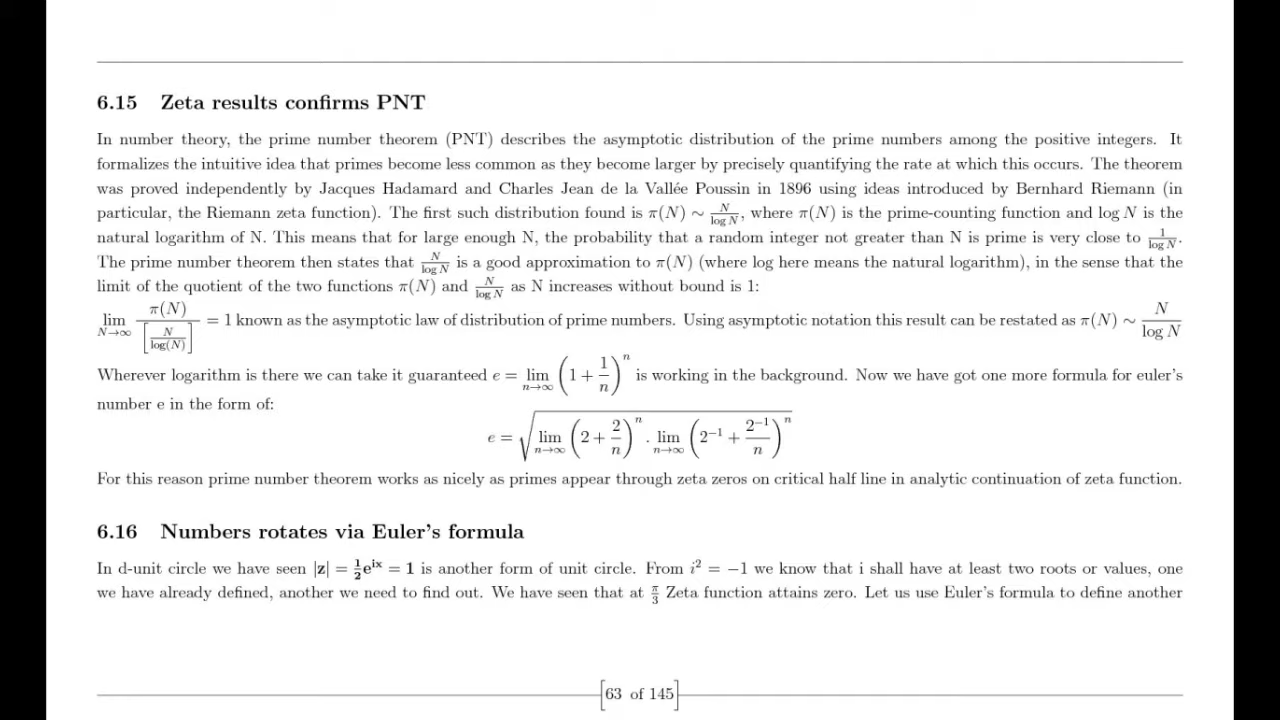 6.15 Zeta results confirms PNT
In number theory, the prime number theorem (PNT) describes the asymptotic distribution of the prime numbers among the positive integers. It
formalizes the intuitive idea that primes become less common as they become larger by precisely quantifying the rate at which this occurs. The theorem
was proved independently by Jacques Hadamard and Charles Jean de la Vallée Poussin in 1896 using ideas introduced by Bernhard Riemann (in
particular, the Riemann zeta function). The first such distribution found is π(N) ∼ N/log N, where π(N) is the prime-counting function and log N is the
natural logarithm of N. This means that for large enough N, the probability that a random integer not greater than N is prime is very close to 1/log N.
The prime number theorem then states that N/log N is a good approximation to π(N) (where log here means the natural logarithm), in the sense that the
limit of the quotient of the two functions π(N) and N/log N as N increases without bound is 1:
lim N→∞ π(N)/[N/log(N)] = 1 known as the asymptotic law of distribution of prime numbers. Using asymptotic notation this result can be restated as π(N) ∼ N/log N
Wherever logarithm is there we can take it guaranteed e = lim n→∞ (1 + 1/n)^n is working in the background. Now we have got one more formula for euler's
number e in the form of:
e = √(lim n→∞ (2 + 2/n)^n . lim n→∞ (2^−1 + 2^−1/n)^n)
For this reason prime number theorem works as nicely as primes appear through zeta zeros on critical half line in analytic continuation of zeta function.
6.16 Numbers rotates via Euler's formula
In d-unit circle we have seen |z| = 1/2 e^ix = 1 is another form of unit circle. From i² = −1 we know that i shall have at least two roots or values, one
we have already defined, another we need to find out. We have seen that at π/3 Zeta function attains zero. Let us use Euler's formula to define another
[63 of 145]